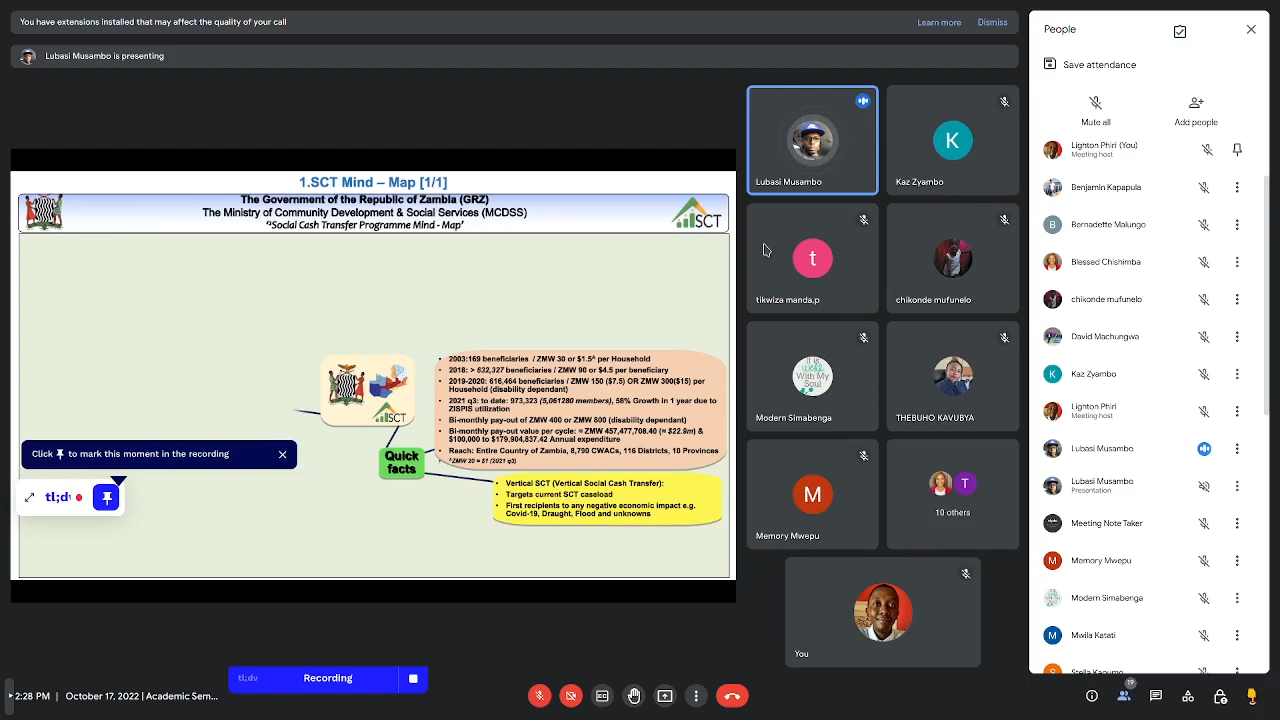 You have extensions installed that may affect the quality of your call
Learn more
Dismiss
Lubasi Musambo is presenting
1.SCT Mind – Map [1/1]
The Government of the Republic of Zambia (GRZ)
The Ministry of Community Development & Social Services (MCDSS)
"Social Cash Transfer Programme Mind - Map'
SCT
SCT
Quick
facts
• 2003:169 beneficiaries / ZMW 30 or $1.5^ per Household
• 2018: > 632,327 beneficiaries / ZMW 90 or $4.5 per beneficiary
• 2019-2020: 616,464 beneficiaries / ZMW 150 ($7.5) OR ZMW 300($15) per
Household (disability dependant)
• 2021 q3: to date: 973,323 (5,061280 members), 58% Growth in 1 year due to
ZISPIS utilization
• Bi-monthly pay-out of ZMW 400 or ZMW 800 (disability dependant)
• Bi-monthly pay-out value per cycle: = ZMW 457,477,708.40 (≈ $22.9m) &
$100,000 to $179,904,837.42 Annual expenditure
• Reach: Entire Country of Zambia, 8,790 CWACs, 116 Districts, 10 Provinces
• ^ZMW 20 = $1 (2021 q3)
• Vertical SCT (Vertical Social Cash Transfer):
• Targets current SCT caseload
• First recipients to any negative economic impact e.g.
Covid-19, Draught, Flood and unknowns
Click to mark this moment in the recording
tl;dv
tl;dv
Recording
2:28 PM | October 17, 2022 | Academic Sem...
Lubasi Musambo
K
Kaz Zyambo
t
tikwiza menda.p
chikonde mufunelo
it is
well
With My
Soul
Modern Simabenga
THEBUHO KAVUBYA
M
Memory Mwepu
T
10 others
You
People
Save attendance
Mute all
Add people
Lighton Phiri (You)
Meeting host
Benjamin Kapapula
B
Bernadette Malungo
Blessed Chishimba
chikonde mufunelo
David Machungwa
K
Kaz Zyambo
Lighton Phiri
Meeting host
Lubasi Musambo
Lubasi Musambo
Presentation
Meeting Note Taker
M
Memory Mwepu
Modern Simabenga
M
Mwila Katati
Stella Kapumo
19